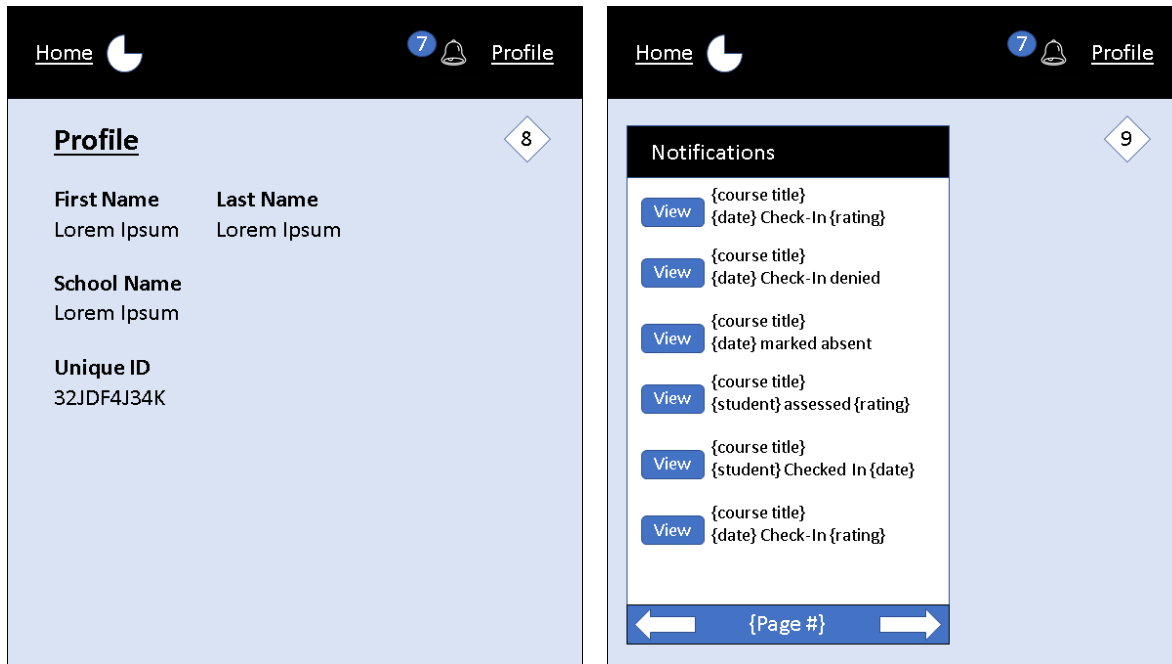 Home 7 Profile
Profile 8
First Name Last Name
Lorem Ipsum Lorem Ipsum
School Name
Lorem Ipsum
Unique ID
32JDF4J34K
Home 7 Profile
9
Notifications
{course title}
View {date} Check-In {rating}
{course title}
View {date} Check-In denied
{course title}
View {date} marked absent
{course title}
View {student} assessed {rating}
{course title}
View {student} Checked In {date}
{course title}
View {date} Check-In {rating}
{Page #}